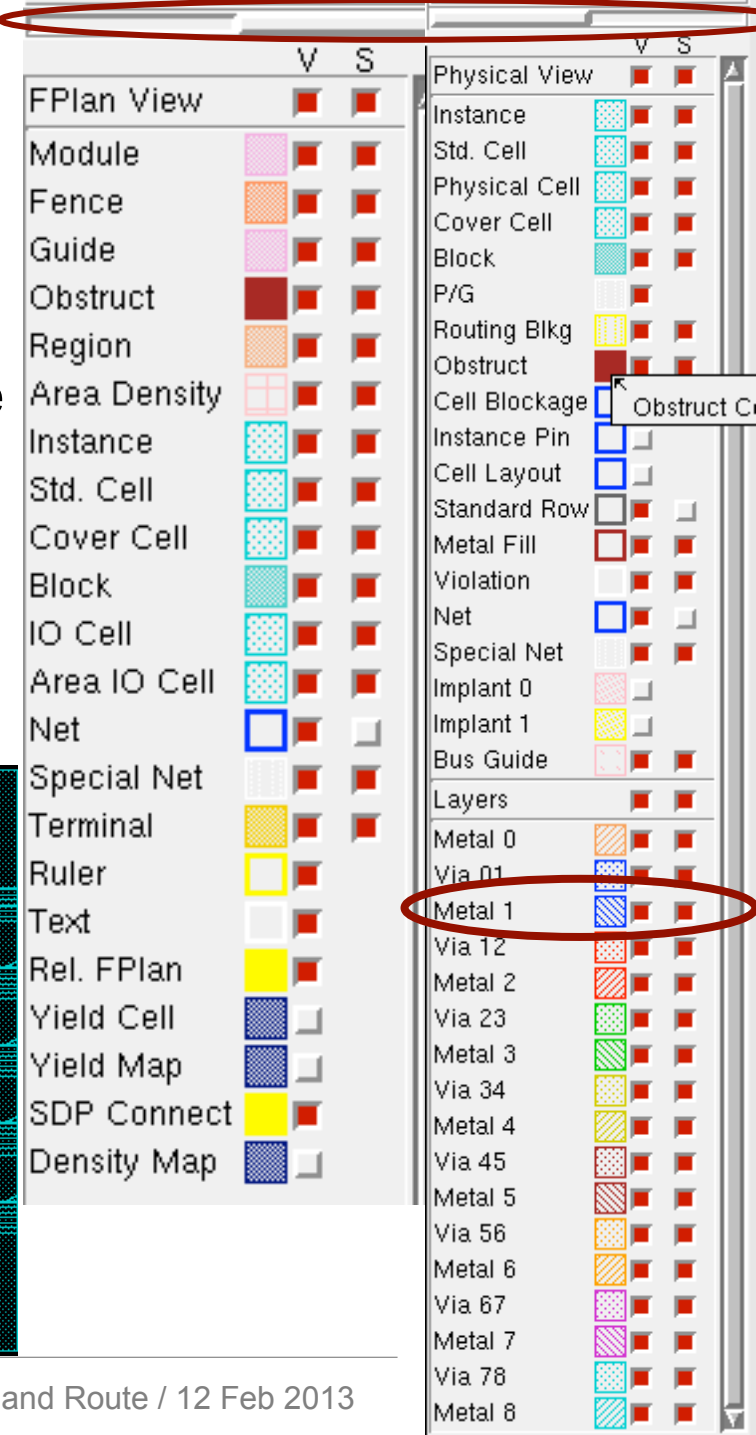 V S
FPlan View
Module
Fence
Guide
Obstruct
Region
e
Area Density
Instance
Std. Cell
Cover Cell
Block
IO Cell
Area IO Cell
Net
Special Net
Terminal
Ruler
Text
Rel. FPlan
Yield Cell
Yield Map
SDP Connect
Density Map
V S
Physical View
Instance
Std. Cell
Physical Cell
Cover Cell
Block
P/G
Routing Blkg
Obstruct
Cell Blockage
Obstruct C
Instance Pin
Cell Layout
Standard Row
Metal Fill
Violation
Net
Special Net
Implant 0
Implant 1
Bus Guide
Layers
Metal 0
Via 01
Metal 1
Via 12
Metal 2
Via 23
Metal 3
Via 34
Metal 4
Via 45
Metal 5
Via 56
Metal 6
Via 67
Metal 7
Via 78
Metal 8
and Route / 12 Feb 2013